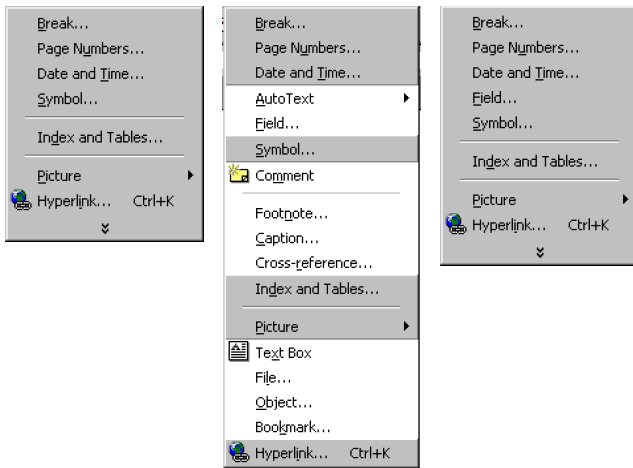 Break...
Page Numbers...
Date and Time...
Symbol...
Index and Tables...
Picture
Hyperlink... Ctrl+K
Break...
Page Numbers...
Date and Time...
AutoText
Field...
Symbol...
Comment
Footnote...
Caption...
Cross-reference...
Index and Tables...
Picture
Text Box
File...
Object...
Bookmark...
Hyperlink... Ctrl+K
Break...
Page Numbers...
Date and Time...
Field...
Symbol...
Index and Tables...
Picture
Hyperlink... Ctrl+K